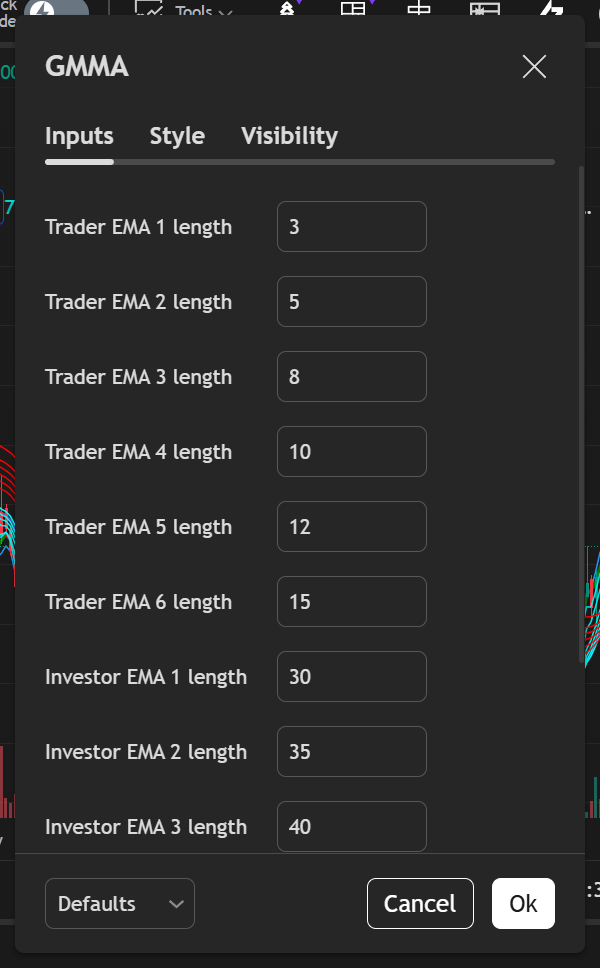 Tools
GMMA
Inputs Style Visibility
Trader EMA 1 length 3
Trader EMA 2 length 5
Trader EMA 3 length 8
Trader EMA 4 length 10
Trader EMA 5 length 12
Trader EMA 6 length 15
Investor EMA 1 length 30
Investor EMA 2 length 35
Investor EMA 3 length 40
Defaults Cancel Ok